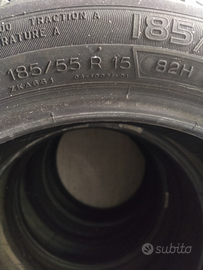 TRACTION A
RATURE A
185/
185/55 R 15 82H
subito